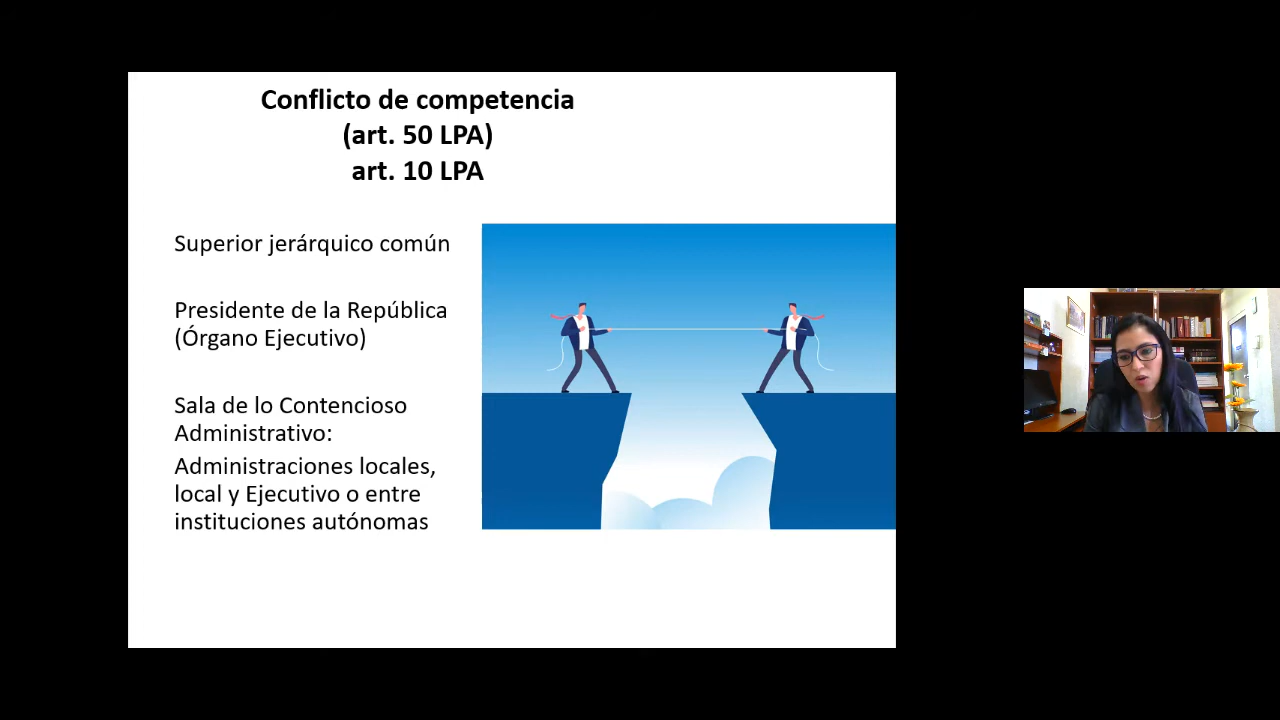 Conflicto de competencia
(art. 50 LPA)
art. 10 LPA
Superior jerárquico común
Presidente de la República
(Órgano Ejecutivo)
Sala de lo Contencioso
Administrativo:
Administraciones locales,
local y Ejecutivo o entre
instituciones autónomas